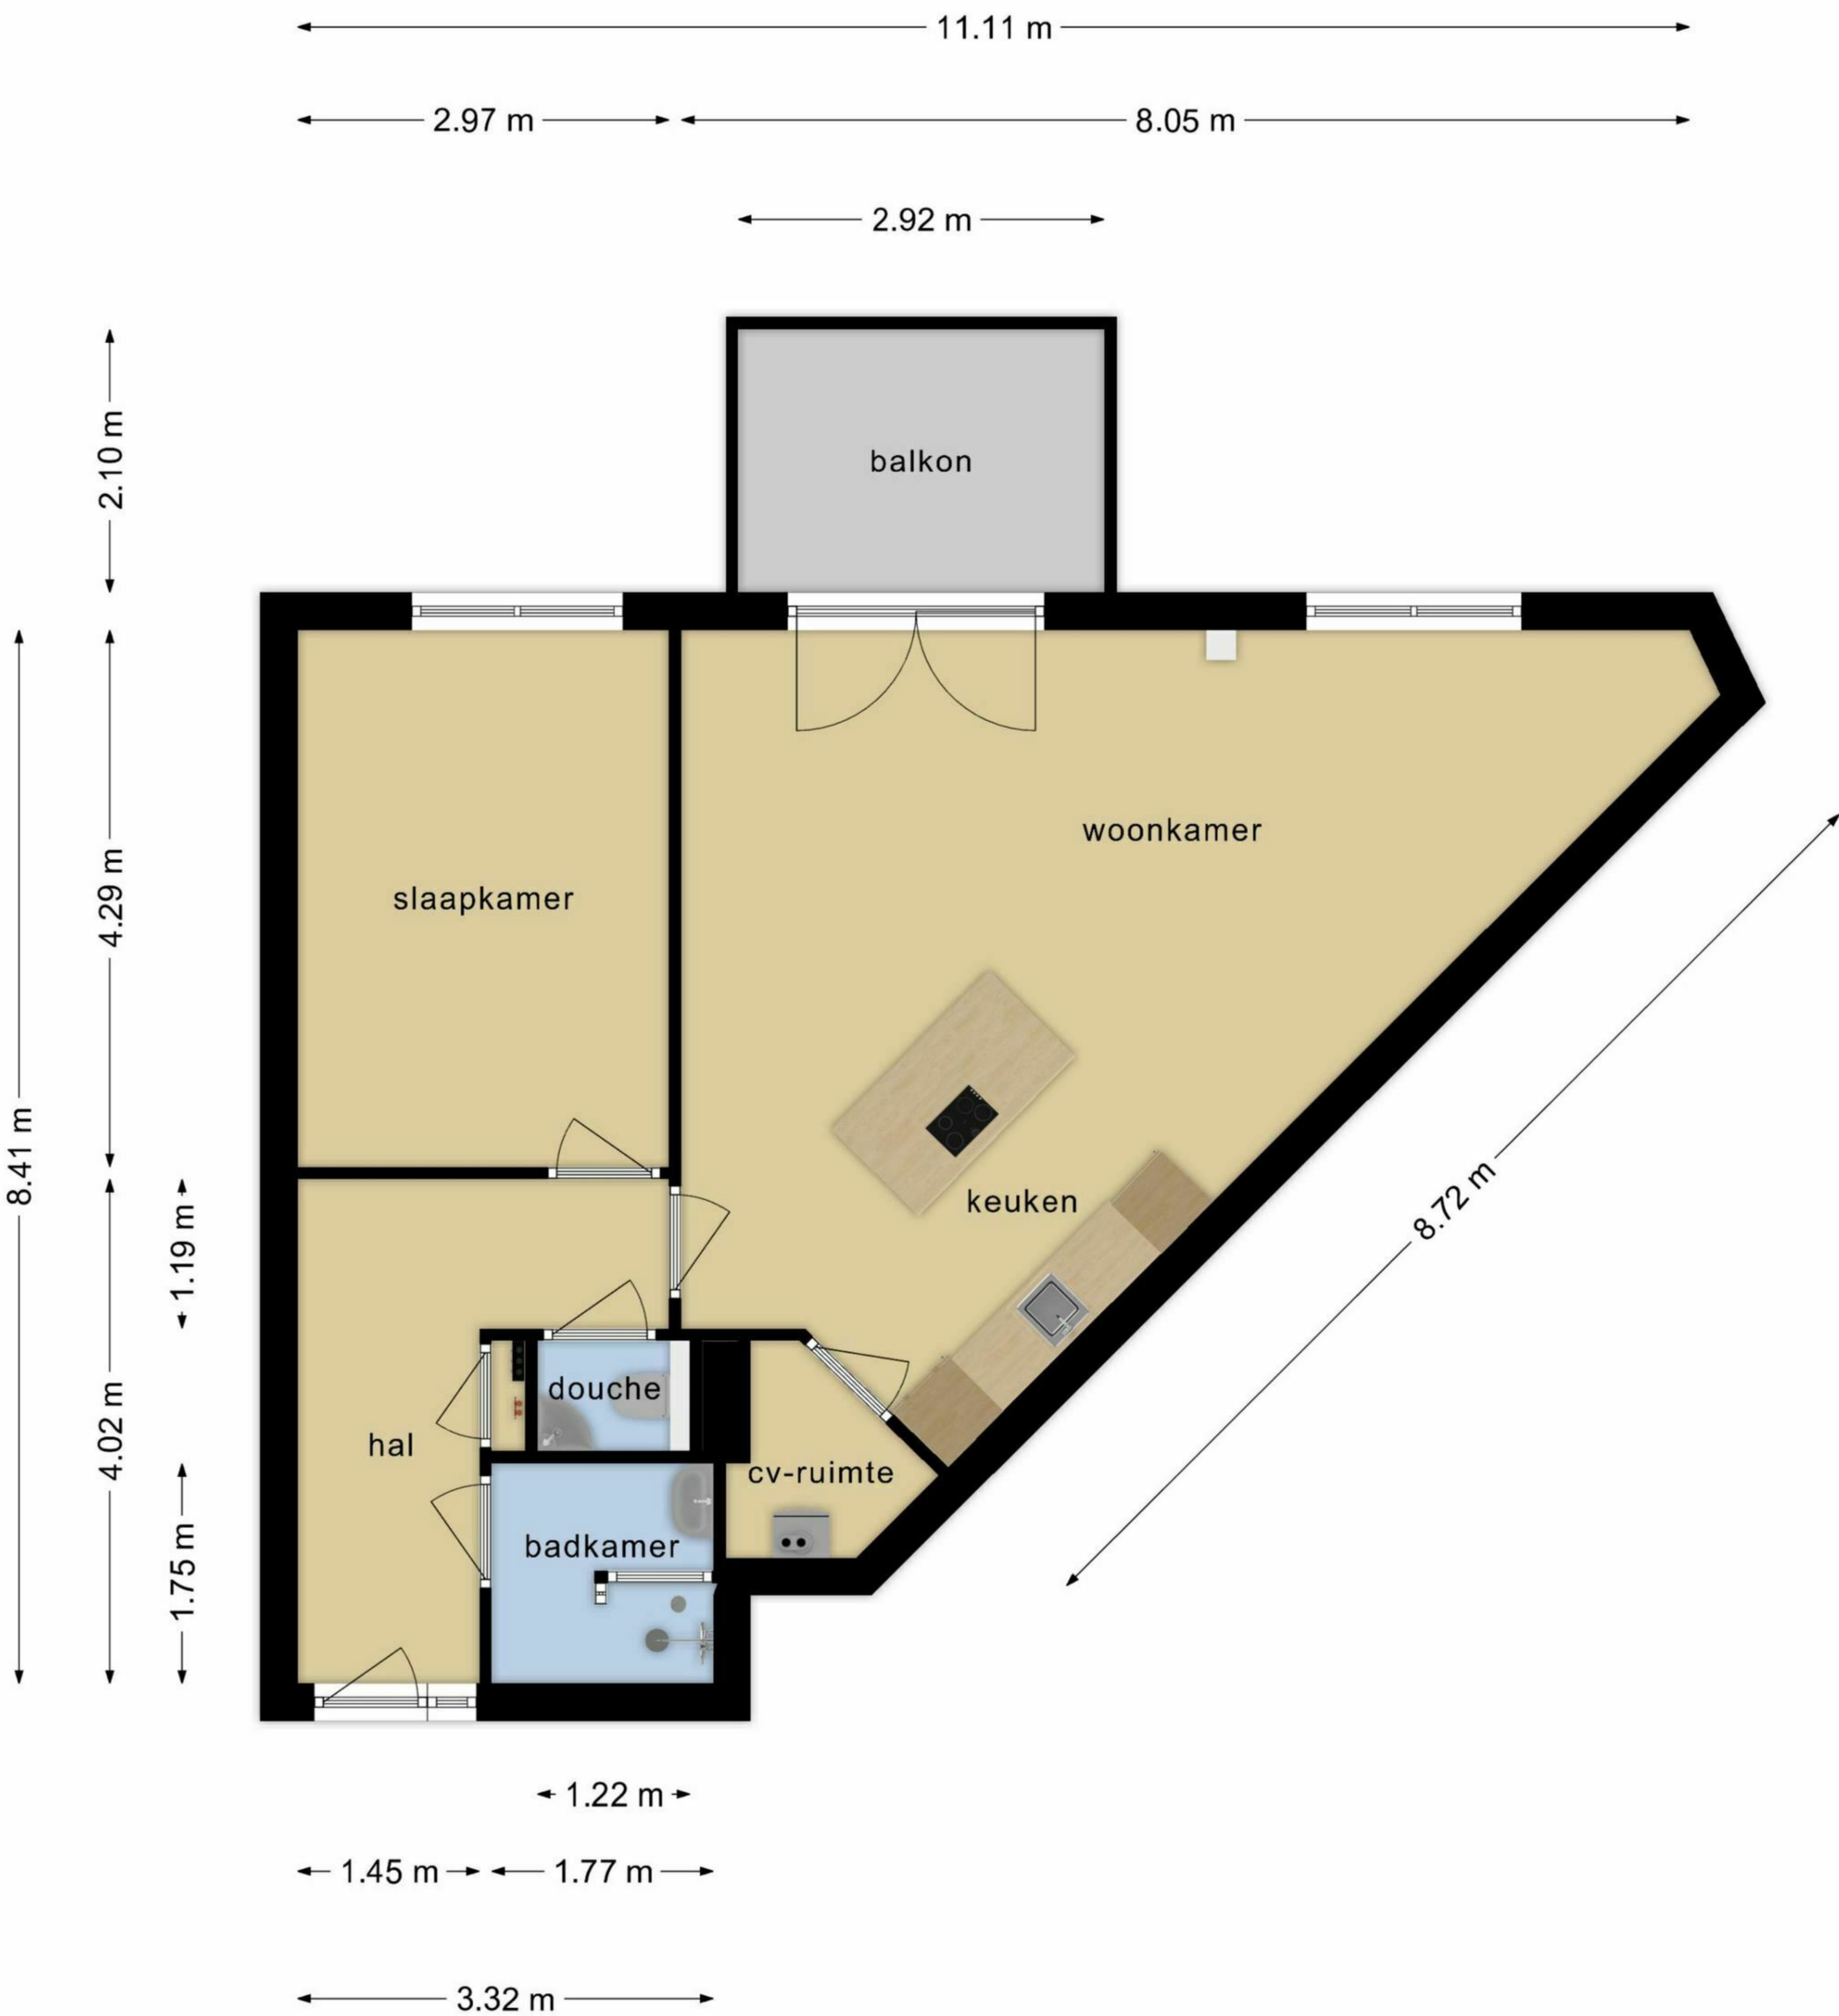 11.11 m
2.97 m
8.05 m
2.92 m
2.10 m
balkon
woonkamer
slaapkamer
4.29 m
8.41 m
1.19 m
keuken
8.72 m
douche
4.02 m
hal
cv-ruimte
badkamer
1.75 m
1.22 m
1.45 m
1.77 m
3.32 m